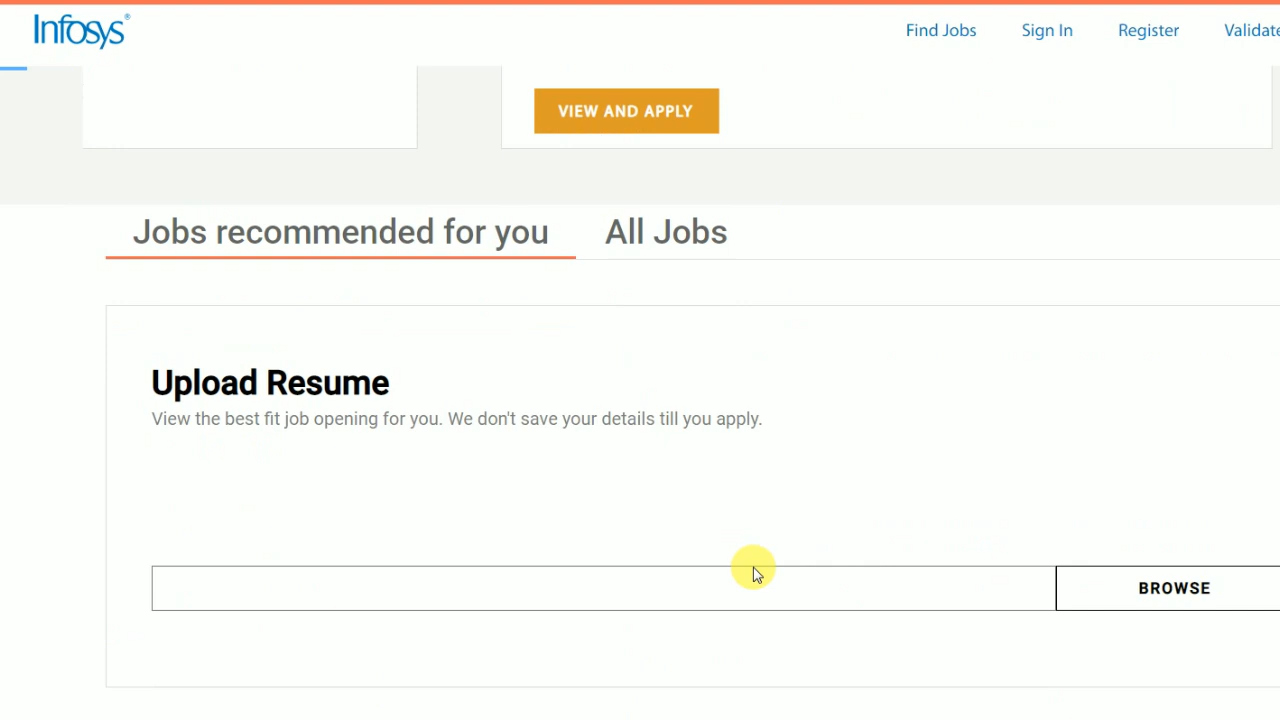 Infosys®
Find Jobs Sign In Register Validate
VIEW AND APPLY
Jobs recommended for you All Jobs
Upload Resume
View the best fit job opening for you. We don't save your details till you apply.
BROWSE